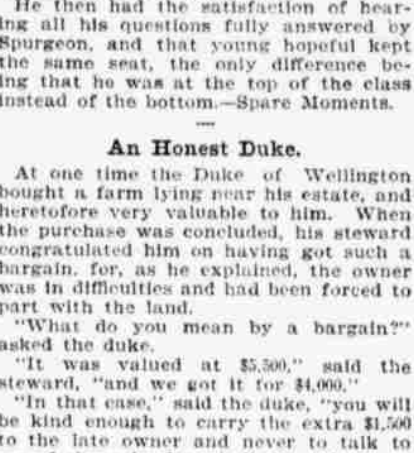 He then had the satisfaction of hear-
ing all his questions fully answered by
Spurgeon, and that young hopeful kept
the same seat, the only difference be-
ing that he was at the top of the class
instead of the bottom.—Spare Moments.
An Honest Duke.
At one time the Duke of Wellington
bought a farm lying near his estate, and
heretofore very valuable to him. When
the purchase was concluded, his steward
congratulated him on having got such a
bargain, for, as he explained, the owner
was in difficulties and had been forced to
part with the land.
"What do you mean by a bargain?"
asked the duke.
"It was valued at $5,500," said the
steward, "and we got it for $4,000."
"In that case," said the duke, "you will
be kind enough to carry the extra $1,500
to the late owner and never to talk to